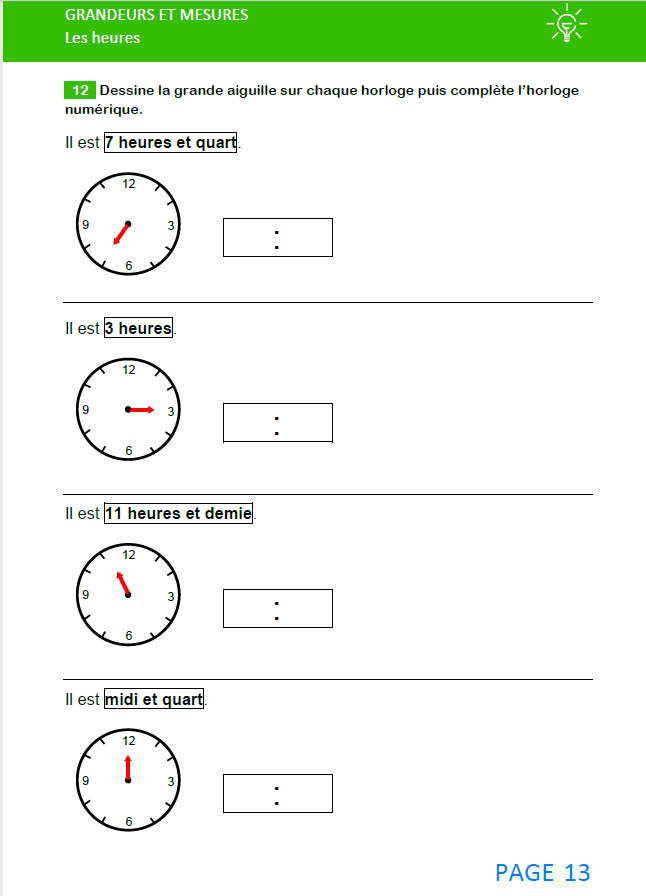 GRANDEURS ET MESURES
Les heures
12 Dessine la grande aiguille sur chaque horloge puis complète l'horloge
numérique.
Il est 7 heures et quart.
12
9 3
6
:
Il est 3 heures.
12
9 3
6
:
Il est 11 heures et demie.
12
9 3
6
:
Il est midi et quart.
12
9 3
6
:
PAGE 13